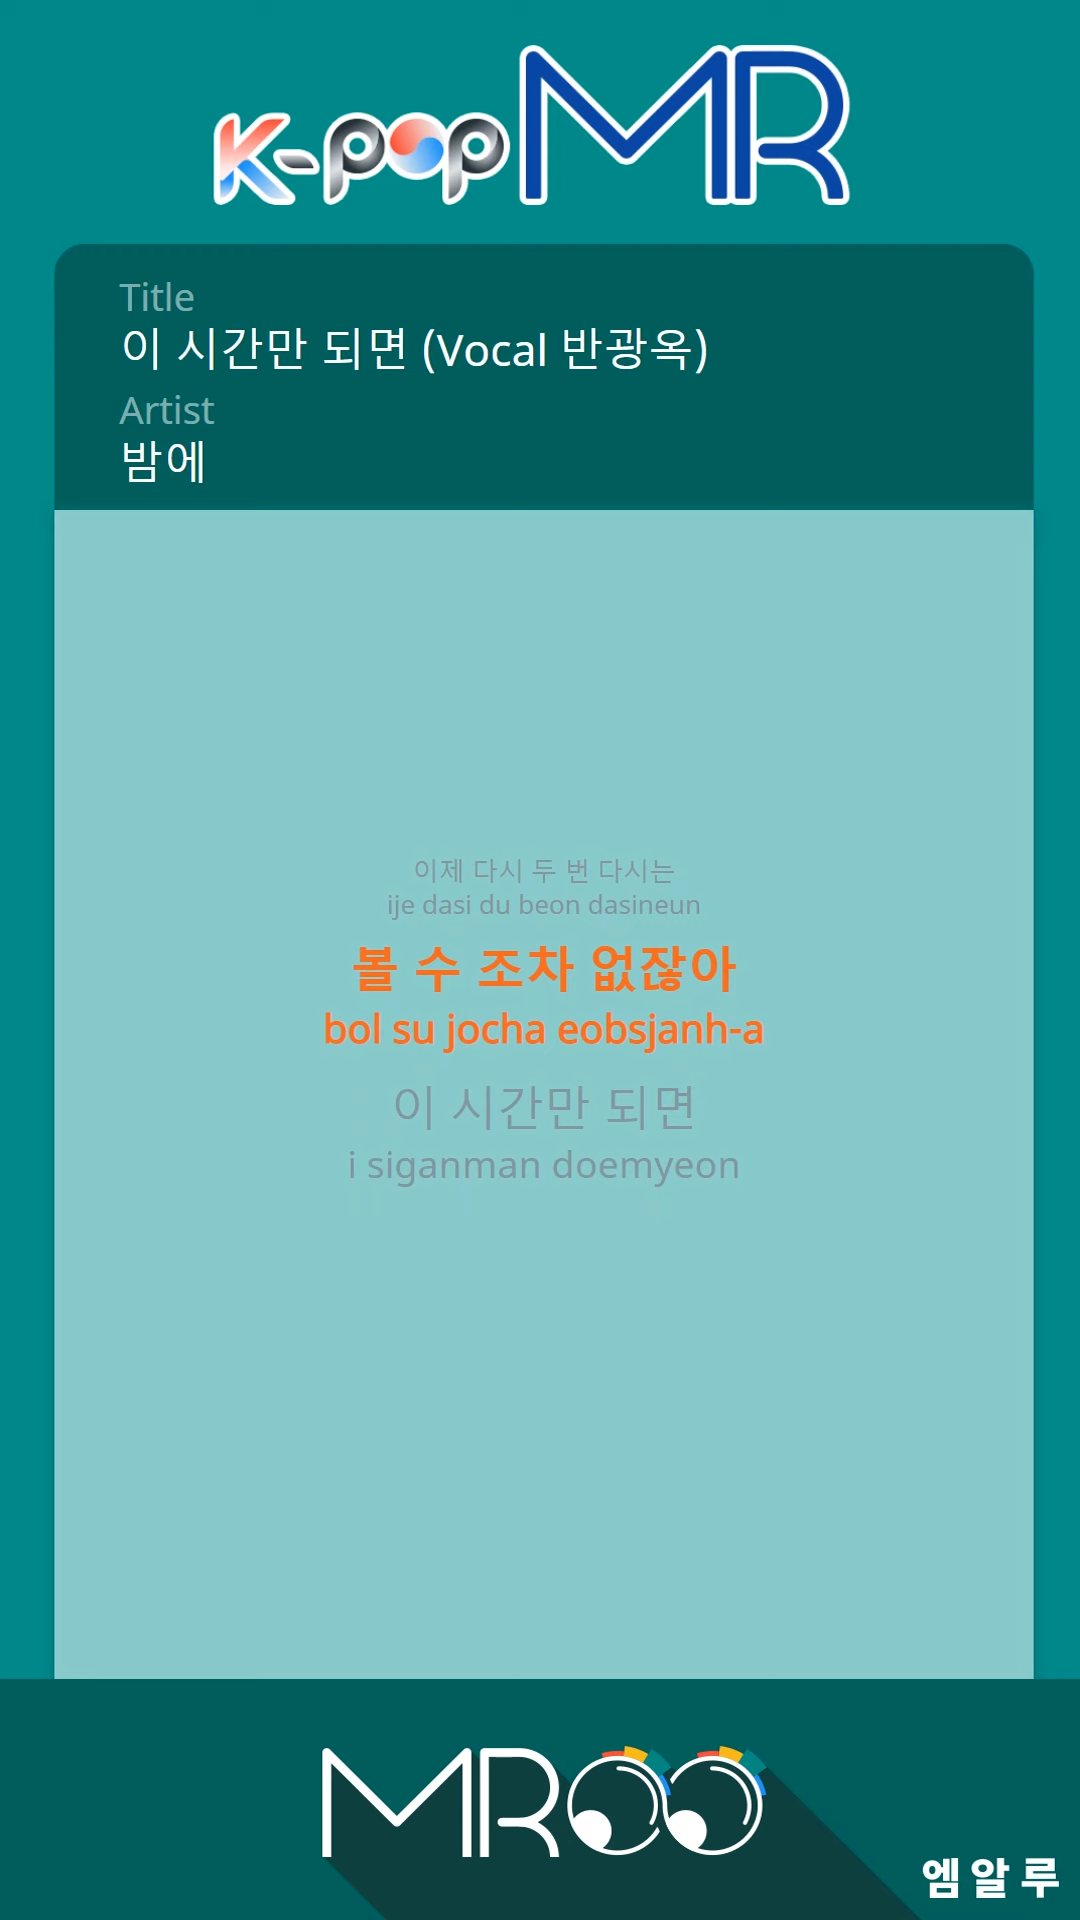 K-pop MR
Title
이 시간만 되면 (Vocal 반광옥)
Artist
밤에
이제 다시 두 번 다시는
ije dasi du beon dasineun
볼 수 조차 없잖아
bol su jocha eobsjanh-a
이 시간만 되면
i siganman doemyeon
MROO
엠알루